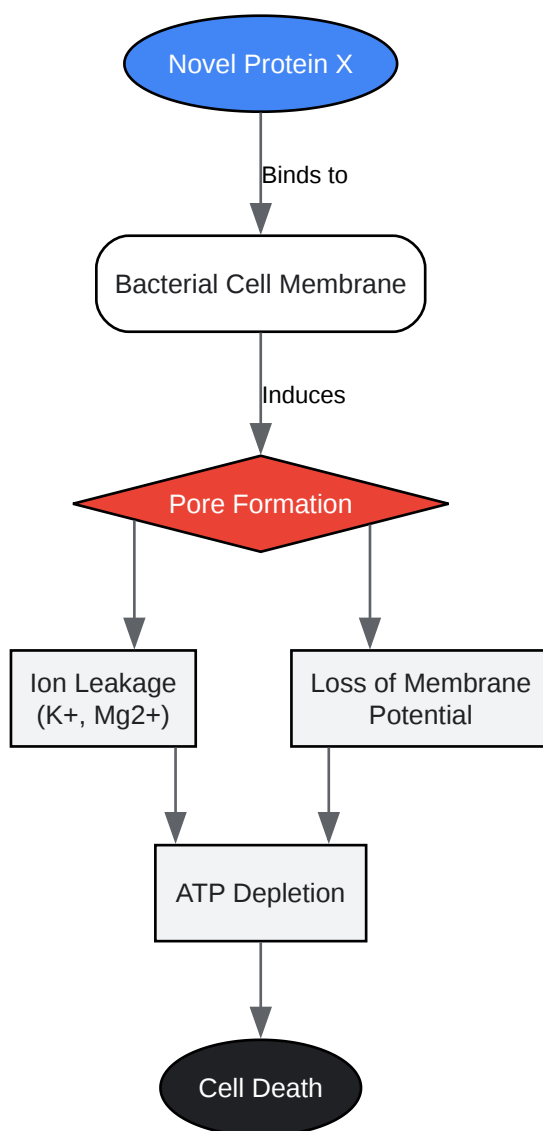 Novel Protein X
Binds to
Bacterial Cell Membrane
Induces
Pore Formation
Ion Leakage
(K+, Mg2+)
Loss of Membrane
Potential
ATP Depletion
Cell Death